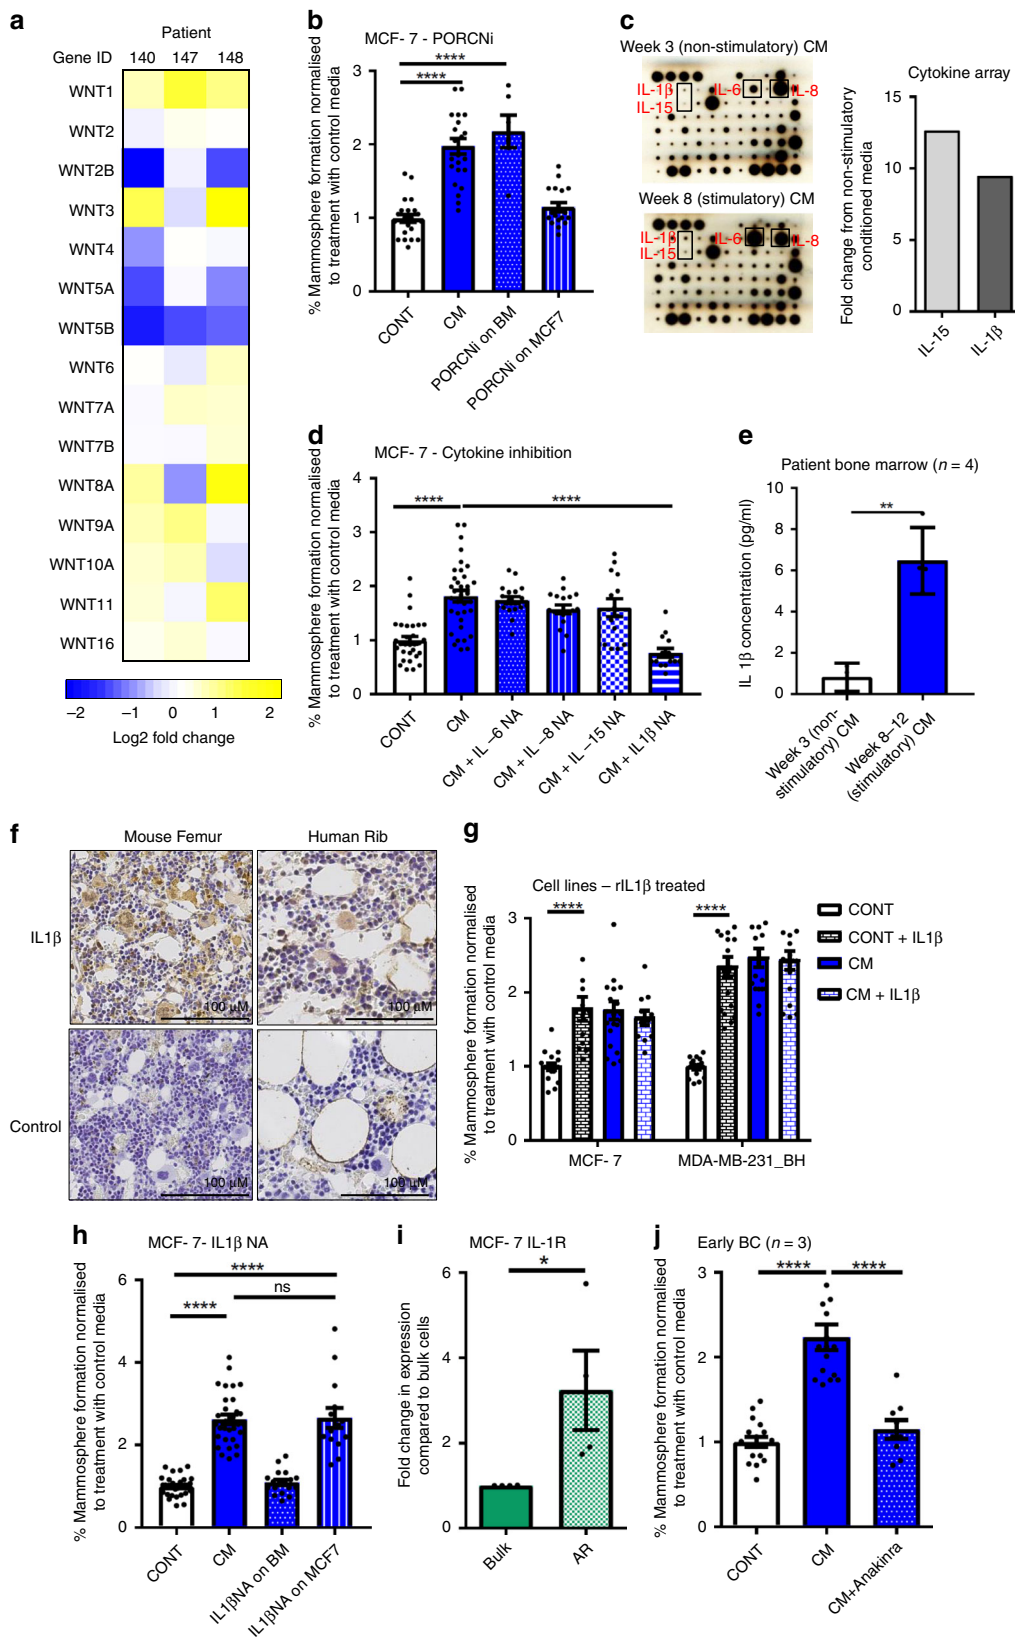 a
Patient
Gene ID 140 147 148
WNT1
WNT2
WNT2B
WNT3
WNT4
WNT5A
WNT5B
WNT6
WNT7A
WNT7B
WNT8A
WNT9A
WNT10A
WNT11
WNT16
−2 −1 0 1 2
Log2 fold change
b
MCF- 7 - PORCNi
% Mammosphere formation normalised
to treatment with control media
3
2
1
0
****
****
CONT
CM
PORCNi on BM
PORCNi on MCF7
c
Week 3 (non-stimulatory) CM
IL-1β
IL-15
IL-6
IL-8
Week 8 (stimulatory) CM
IL-1β
IL-15
IL-6
IL-8
Cytokine array
Fold change from non-stimulatory
conditioned media
15
10
5
0
IL-15
IL-1β
d
MCF- 7 - Cytokine inhibition
% Mammosphere formation normalised
to treatment with control media
4
3
2
1
0
****
****
CONT
CM
CM + IL −6 NA
CM + IL −8 NA
CM + IL −15 NA
CM + IL1β NA
e
Patient bone marrow (n = 4)
IL 1β concentration (pg/ml)
10
8
6
4
2
0
**
Week 3 (non-
stimulatory) CM
Week 8–12
(stimulatory) CM
f
Mouse Femur
Human Rib
IL1β
100 μM
100 μM
Control
100 μM
100 μM
g
Cell lines – rIL1β treated
% Mammosphere formation normalised
to treatment with control media
3
2
1
0
****
****
MCF- 7
MDA-MB-231_BH
CONT
CONT + IL1β
CM
CM + IL1β
h
MCF- 7- IL1β NA
% Mammosphere formation normalised
to treatment with control media
6
4
2
0
****
ns
****
CONT
CM
IL1βNA on BM
IL1βNA on MCF7
i
MCF- 7 IL-1R
Fold change in expression
compared to bulk cells
6
4
2
0
*
Bulk
AR
j
Early BC (n = 3)
% Mammosphere formation normalised
to treatment with control media
3
2
1
0
****
****
CONT
CM
CM+Anakinra